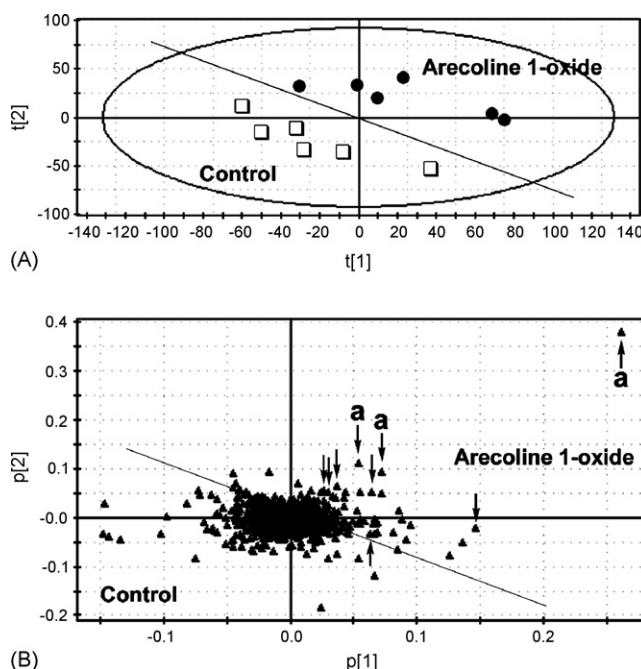 100
50
0
-50
-100
t[2]
Arecoline 1-oxide
Control
-140 -120 -100 -80 -60 -40 -20 0 20 40 60 80 100 120 140
(A)
t[1]
0.4
0.3
0.2
0.1
-0.0
-0.1
-0.2
p[2]
a
a
a
Arecoline 1-oxide
Control
-0.1 0.0 0.1 0.2
(B)
p[1]